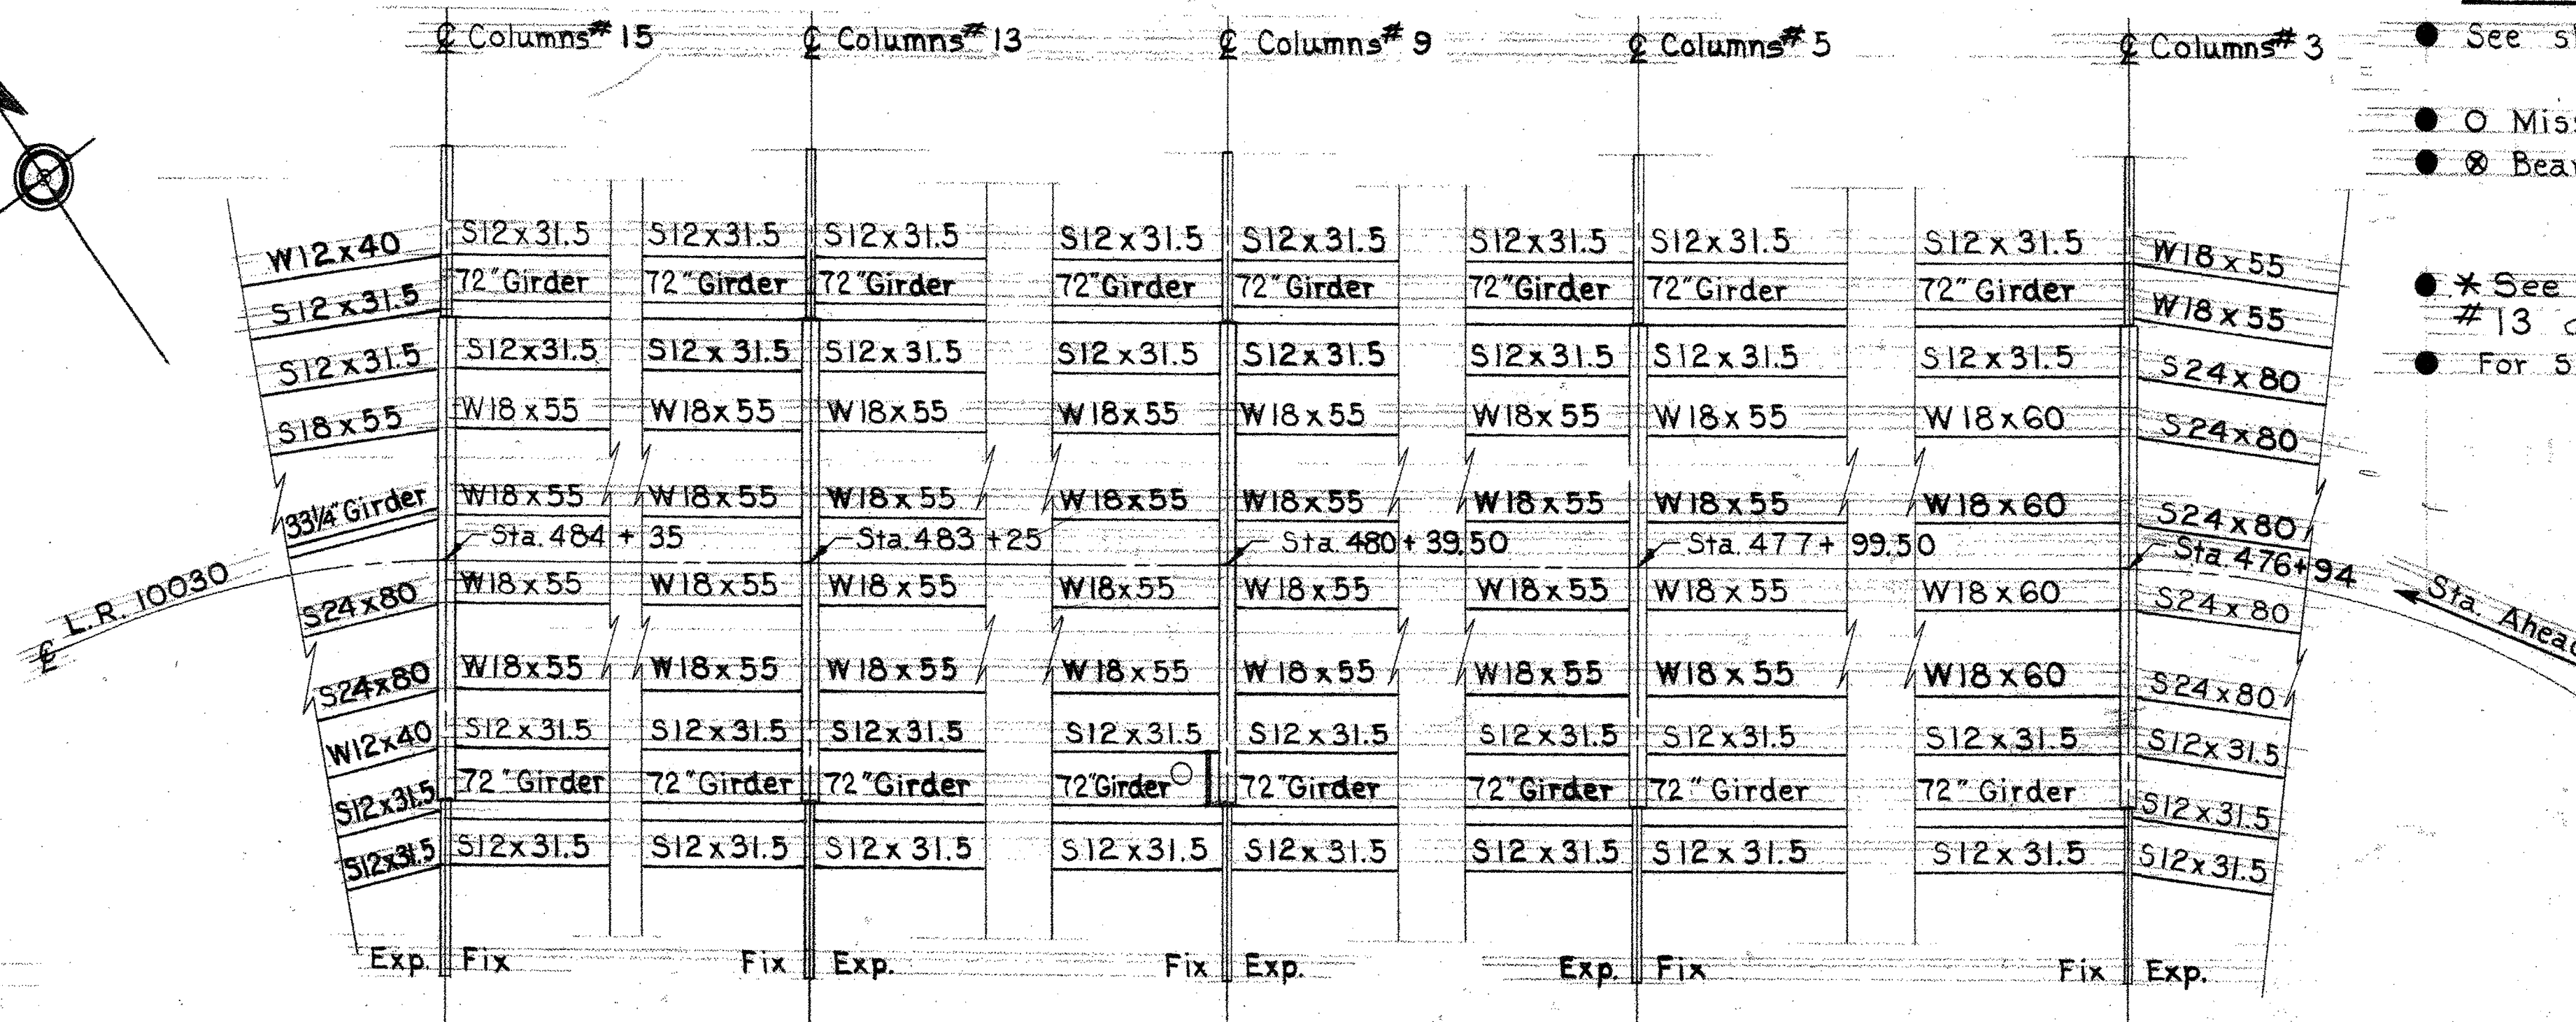 ℄ Columns #15 ℄ Columns #13 ℄ Columns #9 ℄ Columns #5 ℄ Columns #3
● See
● ○
● ⊗
● * See
#13
● For
W12x40 S12x31.5 S12x31.5 S12x31.5 S12x31.5 S12x31.5 S12x31.5 S12x31.5 S12x31.5 W18x55
S12x31.5 72"Girder 72"Girder 72"Girder 72"Girder 72"Girder 72"Girder 72"Girder 72"Girder W18x55
S12x31.5 S12x31.5 S12x31.5 S12x31.5 S12x31.5 S12x31.5 S12x31.5 S12x31.5 S12x31.5 S24x80
S18x55 W18x55 W18x55 W18x55 W18x55 W18x55 W18x55 W18x55 W18x60 S24x80
33¼"Girder W18x55 W18x55 W18x55 W18x55 W18x55 W18x55 W18x55 W18x60 S24x80
Sta. 484 + 35 Sta. 483 + 25 Sta. 480 + 39.50 Sta. 477 + 99.50 Sta. 476+94
℄ L.R. 10030
Sta. Ahead
S24x80 W18x55 W18x55 W18x55 W18x55 W18x55 W18x55 W18x55 W18x60 S24x80
S24x80 W18x55 W18x55 W18x55 W18x55 W18x55 W18x55 W18x55 W18x60 S24x80
W12x40 S12x31.5 S12x31.5 S12x31.5 S12x31.5 S12x31.5 S12x31.5 S12x31.5 S12x31.5 S12x31.5
S12x31.5 72"Girder 72"Girder 72"Girder 72"Girder○ 72"Girder 72"Girder 72"Girder 72"Girder S12x31.5
S12x31.5 S12x31.5 S12x31.5 S12x31.5 S12x31.5 S12x31.5 S12x31.5 S12x31.5 S12x31.5 S12x31.5
Exp. Fix Fix Exp. Fix Exp. Exp. Fix Fix Exp.